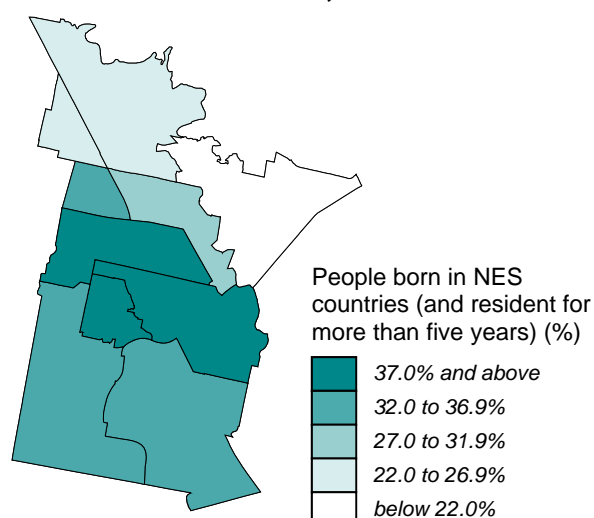 People born in NES
countries (and resident for
more than five years) (%)
37.0% and above
32.0 to 36.9%
27.0 to 31.9%
22.0 to 26.9%
below 22.0%